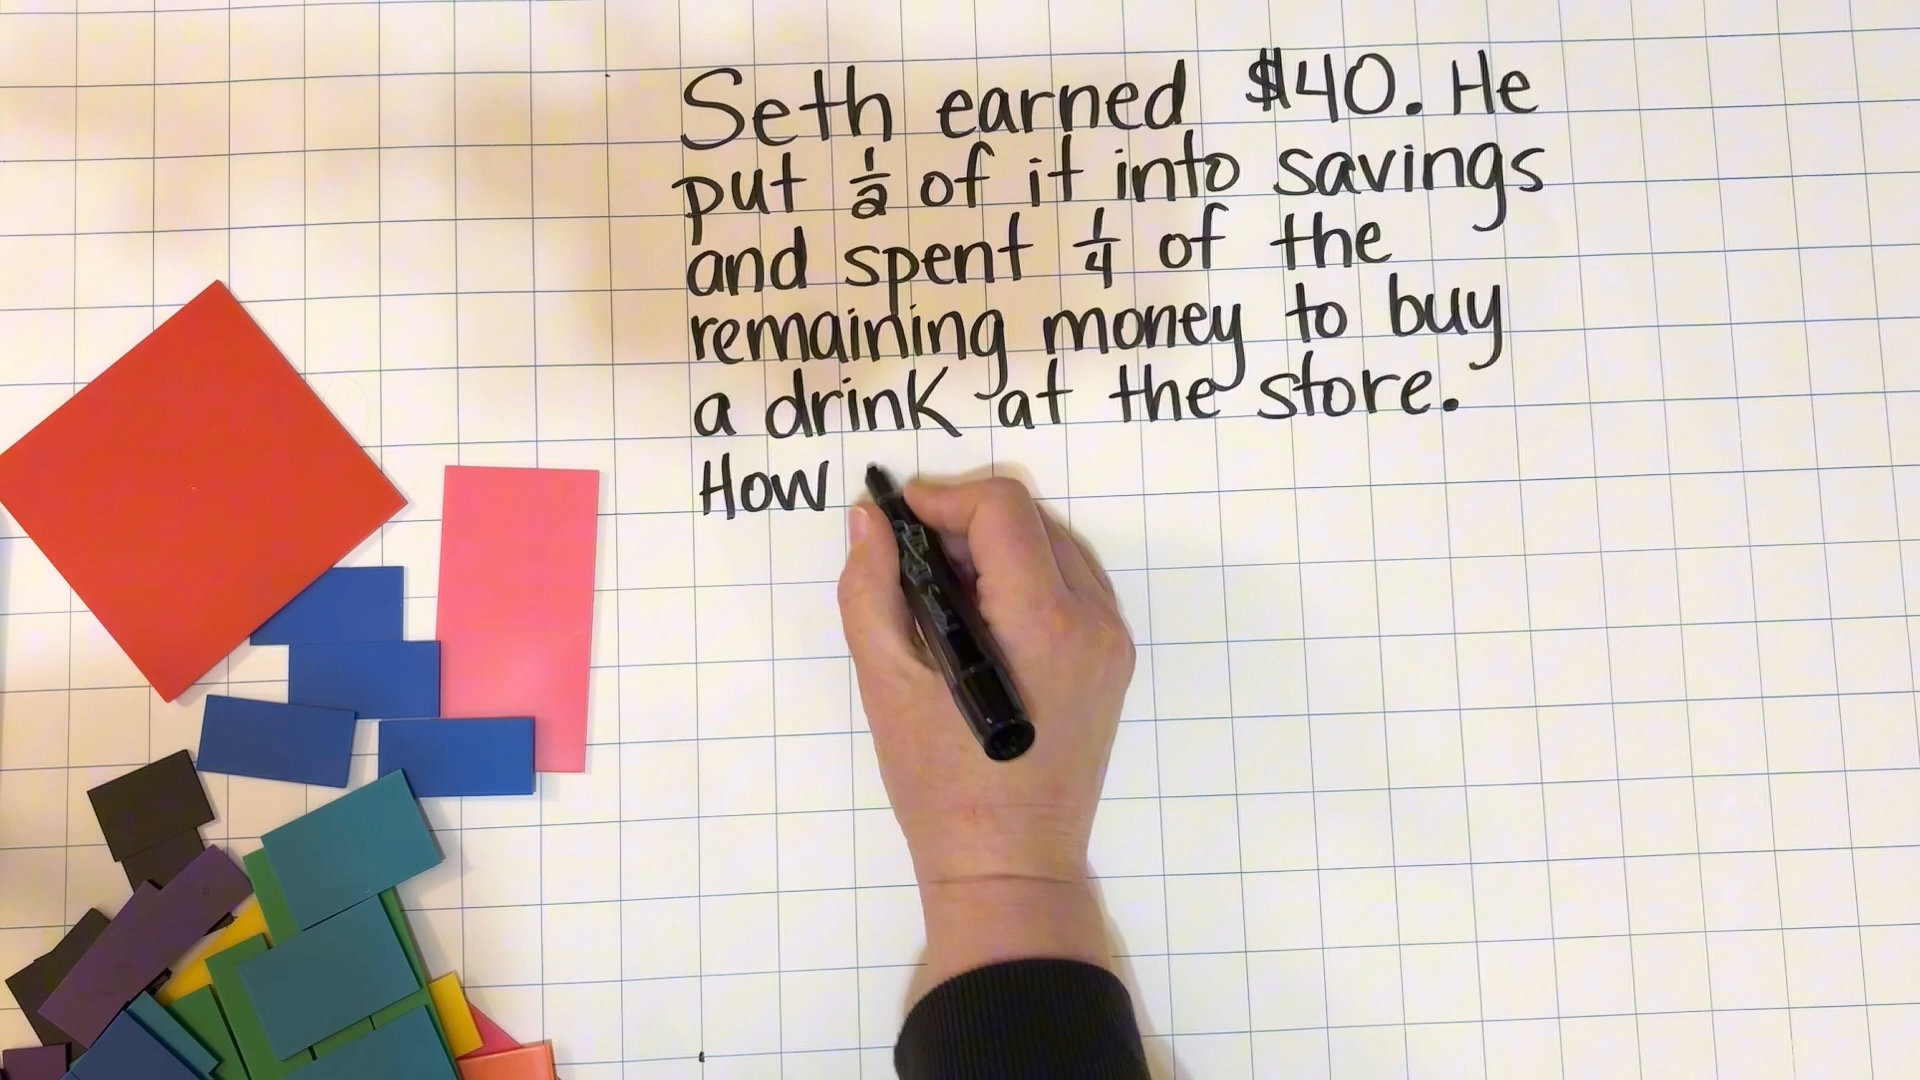 Seth earned $40. He
put 1/2 of it into savings
and spent 1/4 of the
remaining money to buy
a drink at the store.
How